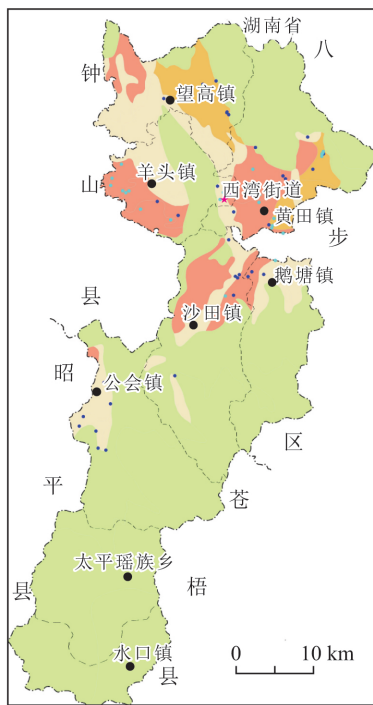 湖南省
八
钟
望高镇
羊头镇
山
西湾街道
黄田镇
步
县
鹅塘镇
沙田镇
昭
公会镇
区
平
苍
太平瑶族乡
县
梧
水口镇
县
0 10 km